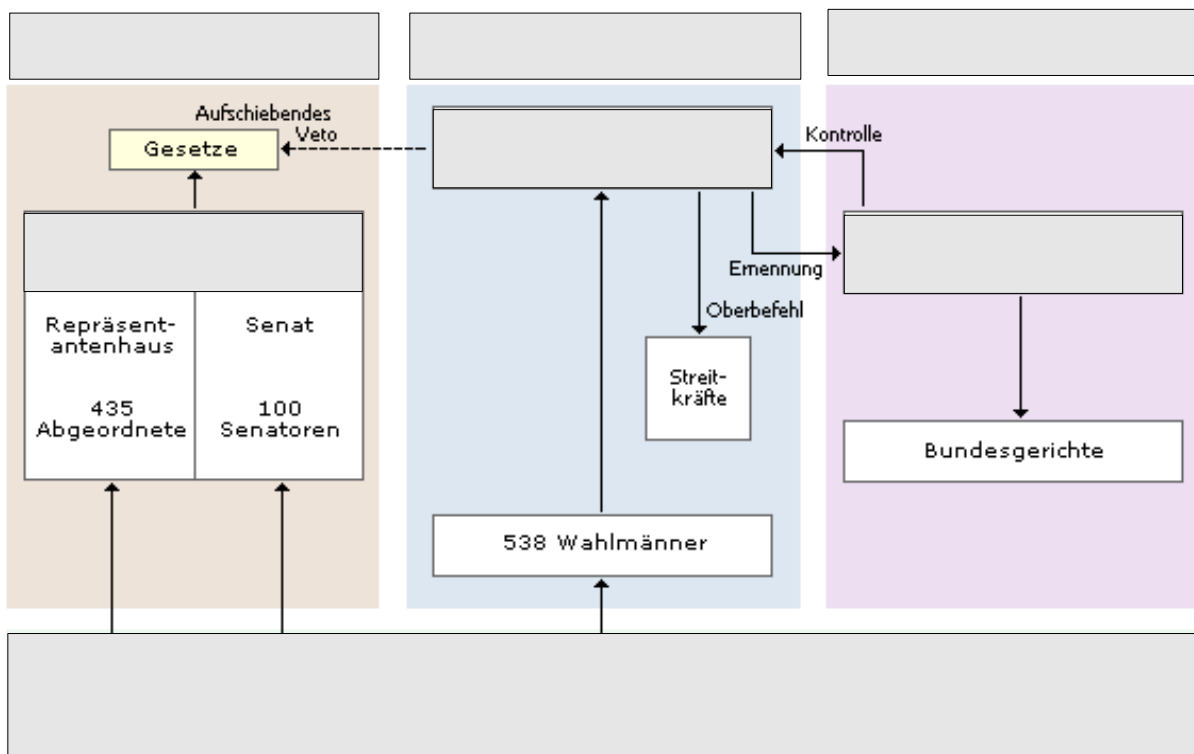 Aufschiebendes
Veto
Gesetze
Kontrolle
Ernennung
Oberbefehl
Repräsent-
antenhaus
435
Abgeordnete
Senat
100
Senatoren
Streit-
kräfte
Bundesgerichte
538 Wahlmänner